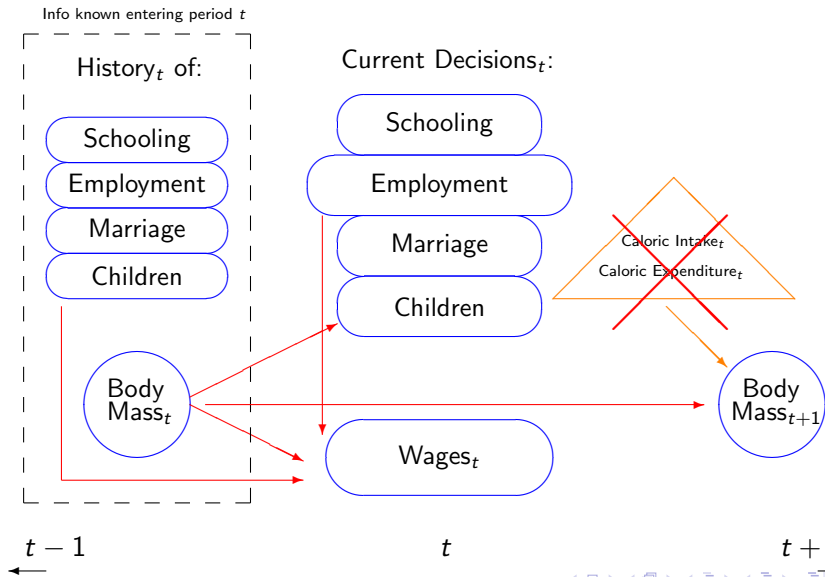 Info known entering period t
History_t of:
Current Decisions_t:
Schooling
Employment
Marriage
Children
Schooling
Employment
Marriage
Children
Caloric Intake_t
Caloric Expenditure_t
Body
Mass_t
Wages_t
Body
Mass_{t+1}
t − 1
t
t +